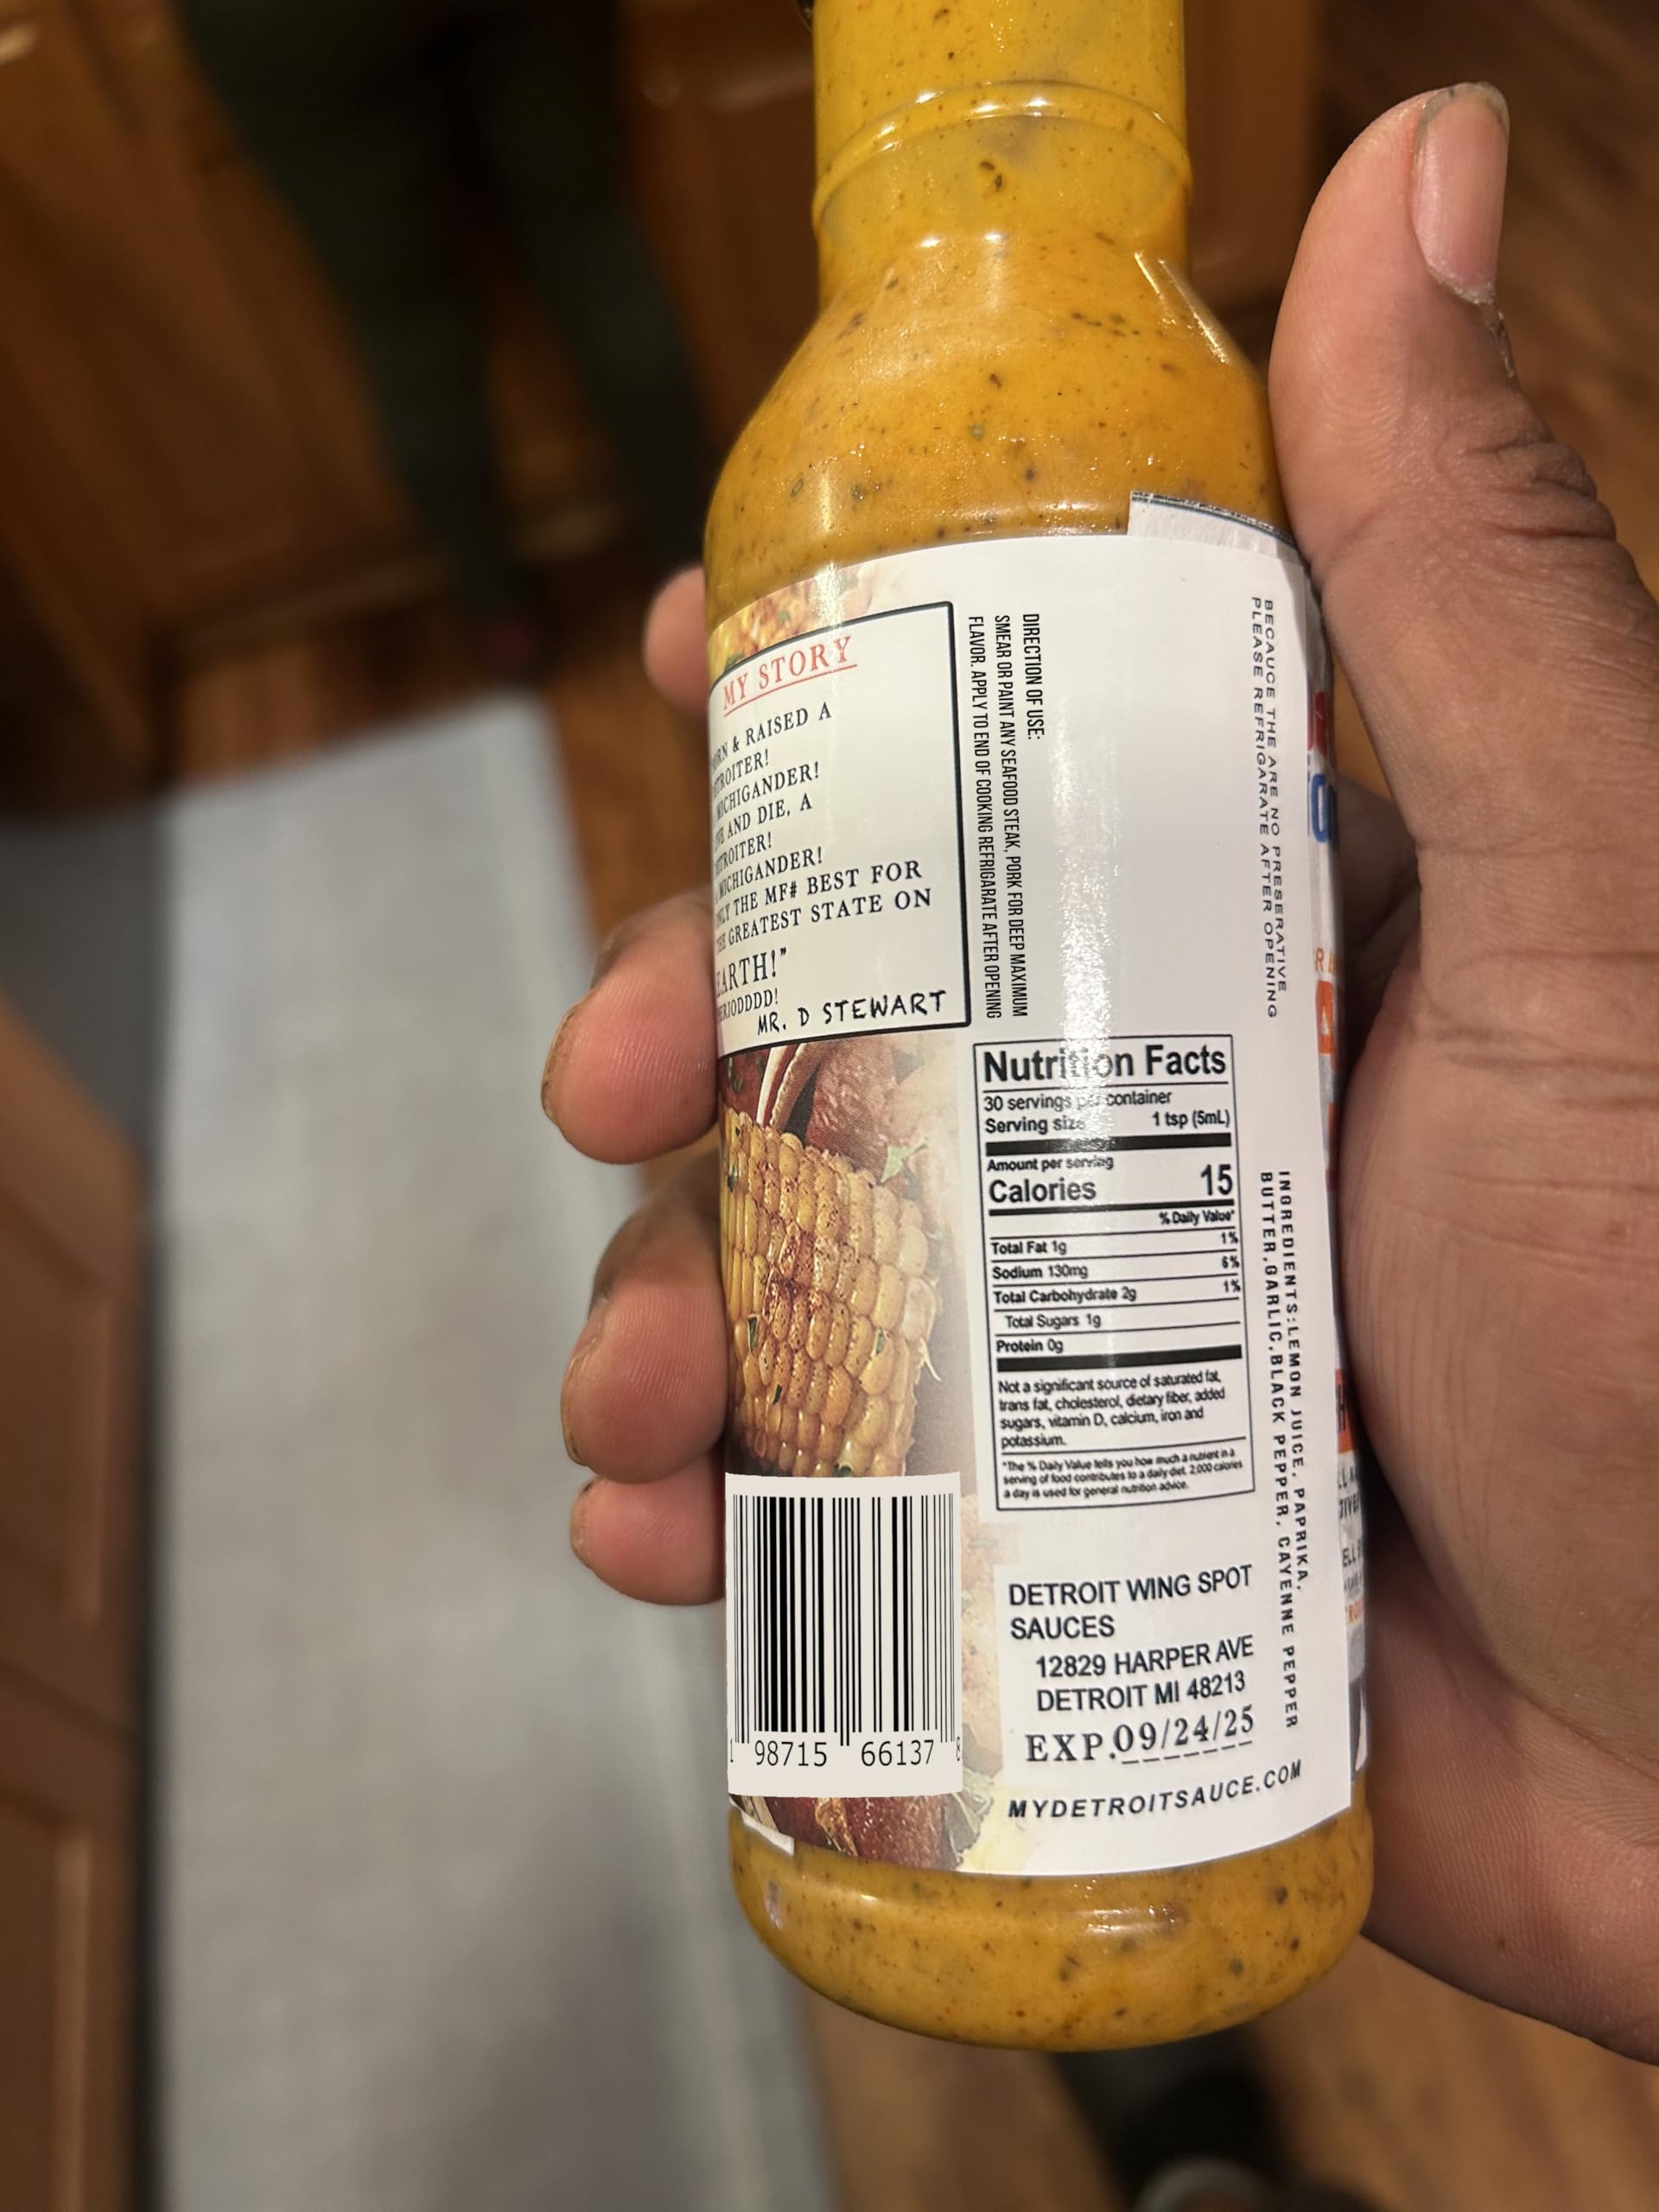 MY STORY
& RAISED A
MICHIGANDER!
AND DIE, A
MICHIGANDER!
THE MF# BEST FOR
GREATEST STATE ON
MR. D STEWART
DIRECTION OF USE:
SMEAR OR PAINT ANY SEAFOOD STEAK, PORK FOR DEEP MAXIMUM
FLAVOR. APPLY TO END OF COOKING REFRIGARATE AFTER OPENING
BECAUCE THE ARE NO PRESERATIVE
PLEASE REFRIGARATE AFTER OPENING
Nutrition Facts
30 servings per container
Serving size 1 tsp (5mL)
Amount per serving
Calories 15
% Daily Value*
Total Fat 1g 1%
Sodium 130mg 6%
Total Carbohydrate 2g 1%
Total Sugars 1g
Protein 0g
Not a significant source of saturated fat,
trans fat, cholesterol, dietary fiber, added
sugars, vitamin D, calcium, iron and
potassium.
*The % Daily Value tells you how much a nutrient in a
serving of food contributes to a daily diet. 2,000 calories
a day is used for general nutrition advice.
INGREDIENTS:LEMON JUICE, PAPRIKA,
BUTTER,GARLIC,BLACK PEPPER, CAYENNE PEPPER
1 98715 66137 8
DETROIT WING SPOT
SAUCES
12829 HARPER AVE
DETROIT MI 48213
EXP.09/24/25
MYDETROITSAUCE.COM